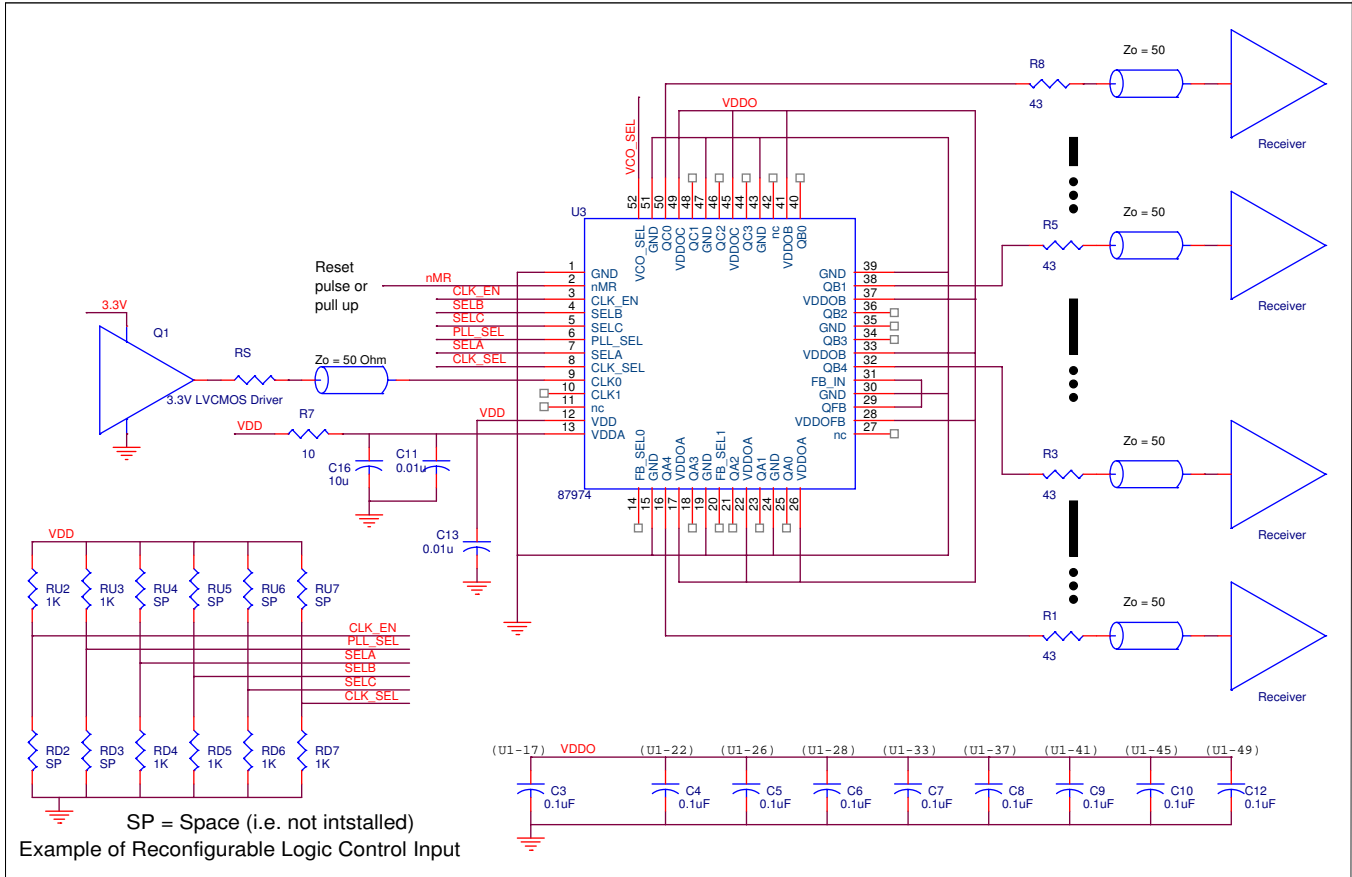 R8
43
Zo = 50
Receiver
R5
43
Zo = 50
Receiver
R3
43
Zo = 50
Receiver
R1
43
Zo = 50
Receiver
VDDO
VCO_SEL
U3
52
51
50
49
48
47
46
45
44
43
42
41
40
VCO_SEL
GND
QC0
VDDOC
QC1
GND
QC2
VDDOC
QC3
GND
nc
VDDOB
QB0
Reset
pulse or
pull up
nMR
CLK_EN
SELB
SELC
PLL_SEL
SELA
CLK_SEL
1 GND
2 nMR
3 CLK_EN
4 SELB
5 SELC
6 PLL_SEL
7 SELA
8 CLK_SEL
9 CLK0
10 CLK1
11 nc
12 VDD
13 VDDA
GND 39
QB1 38
VDDOB 37
QB2 36
GND 35
QB3 34
VDDOB 33
QB4 32
FB_IN 31
GND 30
QFB 29
VDDOFB 28
nc 27
FB_SEL0
GND
QA4
VDDOA
QA3
GND
FB_SEL1
QA2
VDDOA
QA1
GND
QA0
VDDOA
14
15
16
17
18
19
20
21
22
23
24
25
26
87974
3.3V
Q1
RS
Zo = 50 Ohm
3.3V LVCMOS Driver
VDD
R7
10
VDD
C16
10u
C11
0.01u
C13
0.01u
VDD
RU2
1K
RU3
1K
RU4
SP
RU5
SP
RU6
SP
RU7
SP
CLK_EN
PLL_SEL
SELA
SELB
SELC
CLK_SEL
RD2
SP
RD3
SP
RD4
1K
RD5
1K
RD6
1K
RD7
1K
SP = Space (i.e. not intstalled)
Example of Reconfigurable Logic Control Input
(U1-17) VDDO (U1-22) (U1-26) (U1-28) (U1-33) (U1-37) (U1-41) (U1-45) (U1-49)
C3
0.1uF
C4
0.1uF
C5
0.1uF
C6
0.1uF
C7
0.1uF
C8
0.1uF
C9
0.1uF
C10
0.1uF
C12
0.1uF